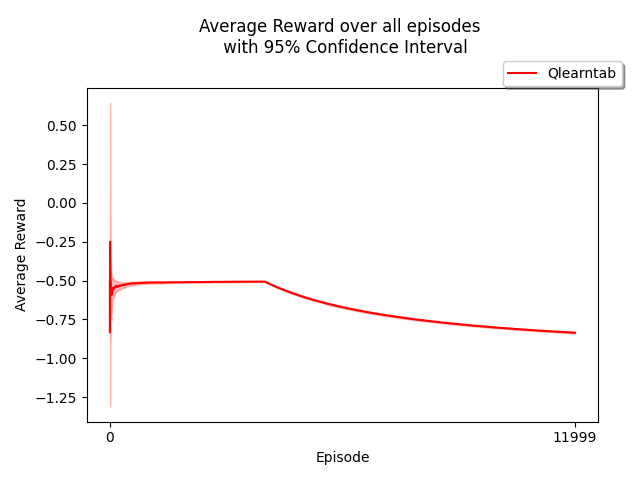 Average Reward over all episodes
with 95% Confidence Interval
Qlearntab
0.50
0.25
0.00
−0.25
−0.50
−0.75
−1.00
−1.25
Average Reward
0
11999
Episode